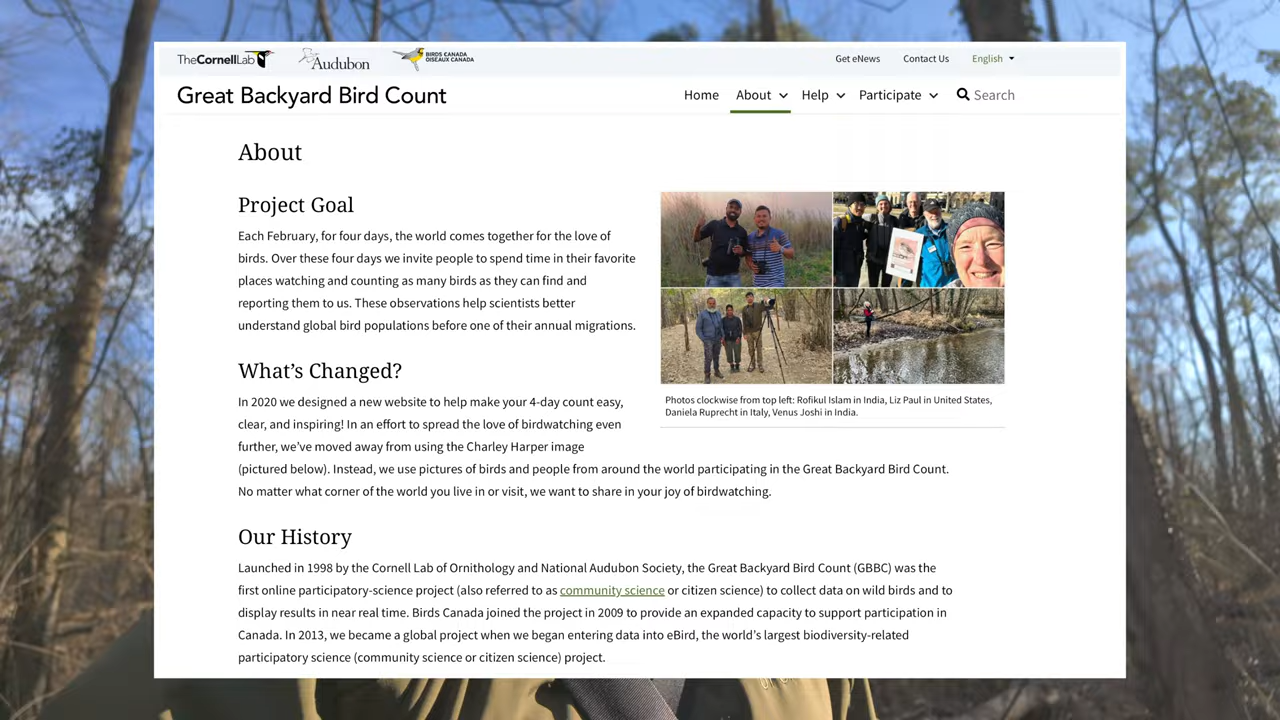 TheCornellLab
Audubon
BIRDS CANADA
OISEAUX CANADA
Get eNews
Contact Us
English
Great Backyard Bird Count
Home
About
Help
Participate
Search
About
Project Goal
Each February, for four days, the world comes together for the love of
birds. Over these four days we invite people to spend time in their favorite
places watching and counting as many birds as they can find and
reporting them to us. These observations help scientists better
understand global bird populations before one of their annual migrations.
Photos clockwise from top left: Rofikul Islam in India, Liz Paul in United States,
Daniela Ruprecht in Italy, Venus Joshi in India.
What's Changed?
In 2020 we designed a new website to help make your 4-day count easy,
clear, and inspiring! In an effort to spread the love of birdwatching even
further, we've moved away from using the Charley Harper image
(pictured below). Instead, we use pictures of birds and people from around the world participating in the Great Backyard Bird Count.
No matter what corner of the world you live in or visit, we want to share in your joy of birdwatching.
Our History
Launched in 1998 by the Cornell Lab of Ornithology and National Audubon Society, the Great Backyard Bird Count (GBBC) was the
first online participatory-science project (also referred to as community science or citizen science) to collect data on wild birds and to
display results in near real time. Birds Canada joined the project in 2009 to provide an expanded capacity to support participation in
Canada. In 2013, we became a global project when we began entering data into eBird, the world's largest biodiversity-related
participatory science (community science or citizen science) project.